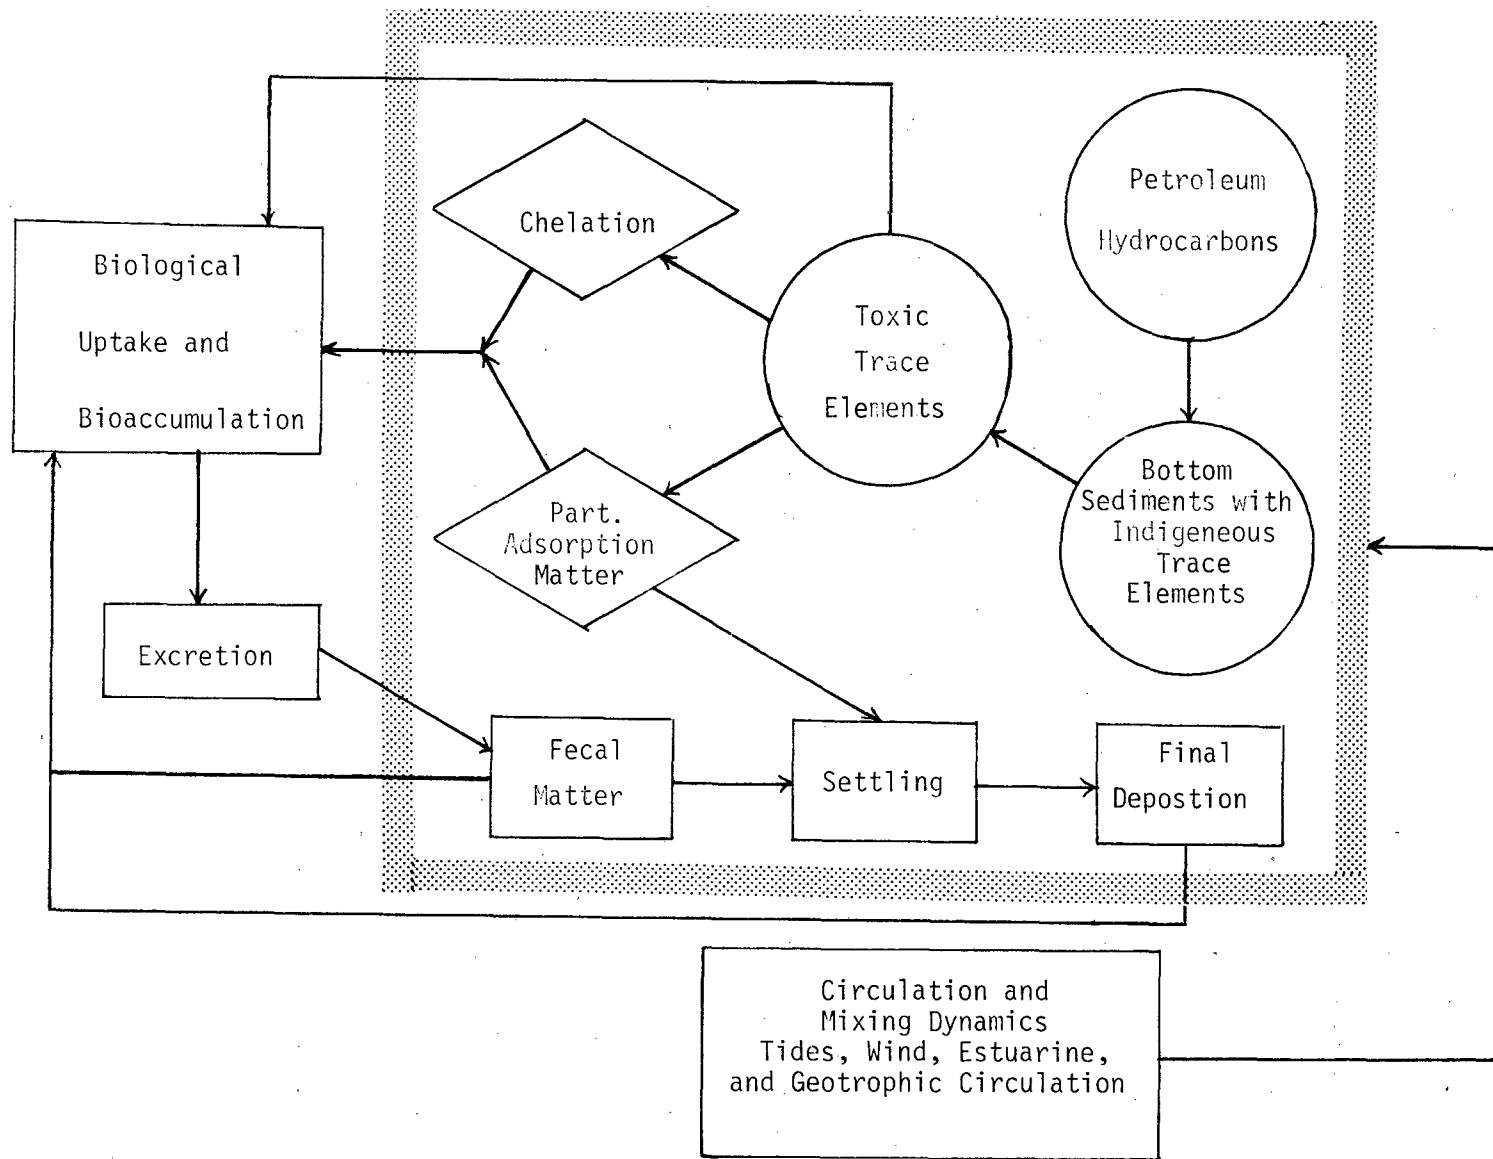 Petroleum
Hydrocarbons
Chelation
Biological
Uptake and
Bioaccumulation
Toxic
Trace
Elements
Bottom
Sediments with
Indigeneous
Trace
Elements
Part.
Adsorption
Matter
Excretion
Fecal
Matter
Settling
Final
Depostion
Circulation and
Mixing Dynamics
Tides, Wind, Estuarine,
and Geotrophic Circulation